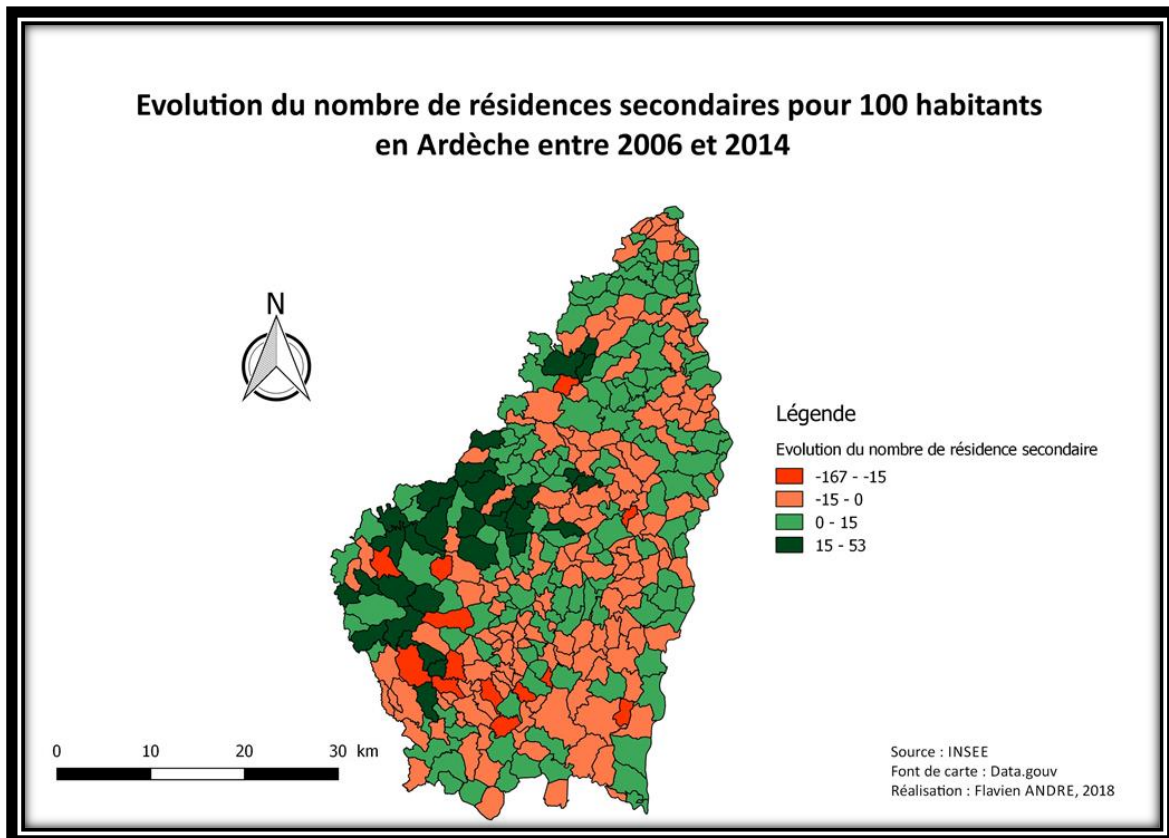 Evolution du nombre de résidences secondaires pour 100 habitants
en Ardèche entre 2006 et 2014
N
Légende
Evolution du nombre de résidence secondaire
-167 - -15
-15 - 0
0 - 15
15 - 53
0 10 20 30 km
Source : INSEE
Font de carte : Data.gouv
Réalisation : Flavien ANDRE, 2018